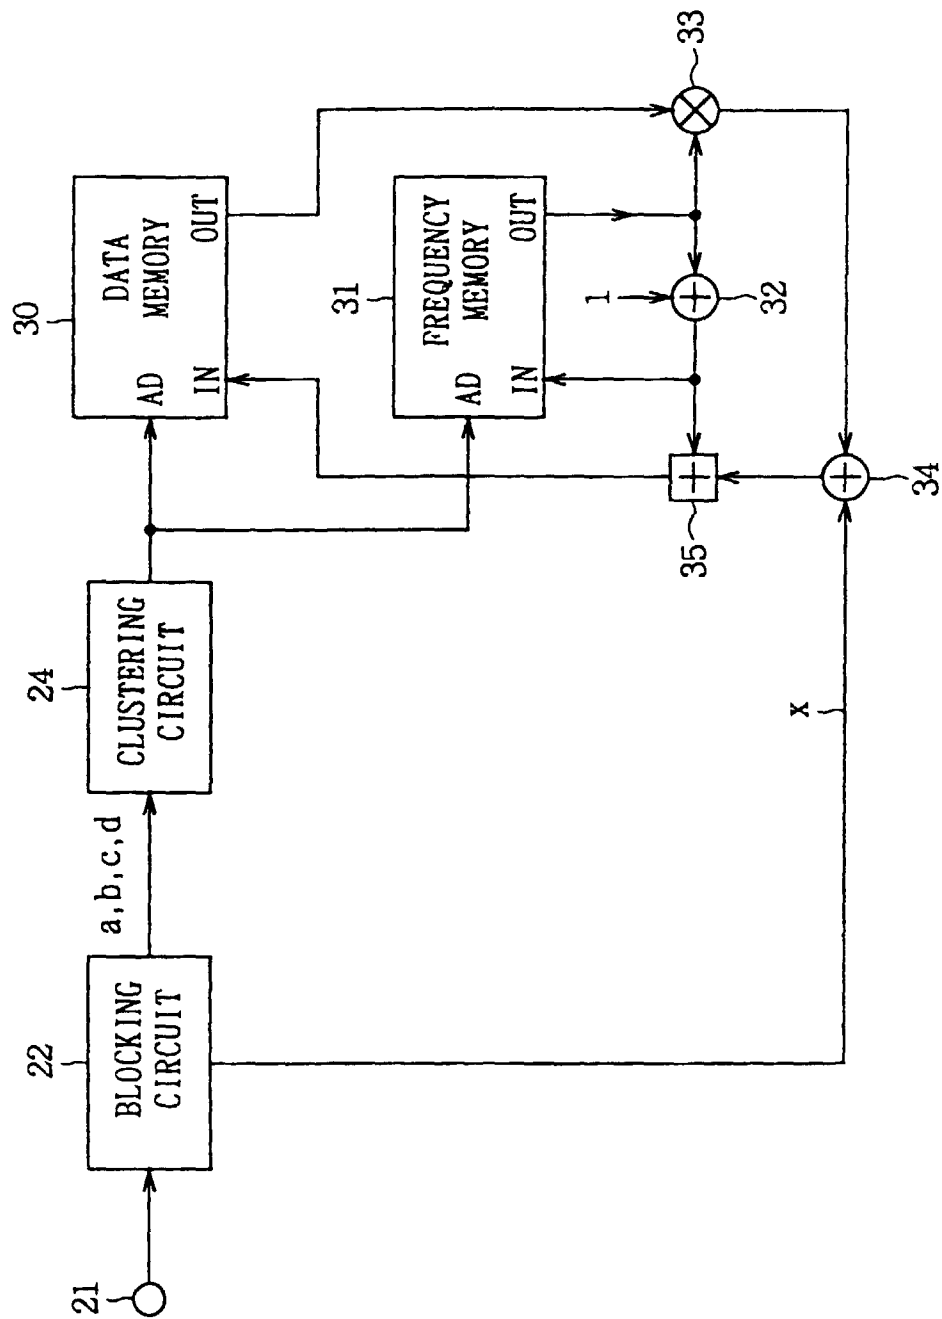 21
22
BLOCKING
CIRCUIT
a,b,c,d
24
CLUSTERING
CIRCUIT
30
DATA
MEMORY
AD
IN
OUT
31
FREQUENCY
MEMORY
AD
IN
OUT
1
32
33
35
34
x